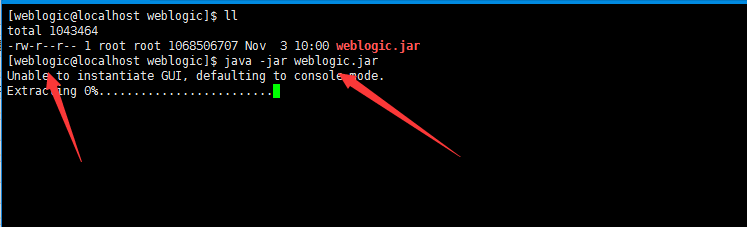 [weblogic@localhost weblogic]$ ll
total 1043464
-rw-r--r-- 1 root root 1068506707 Nov  3 10:00 weblogic.jar
[weblogic@localhost weblogic]$ java -jar weblogic.jar
Unable to instantiate GUI, defaulting to console mode.
Extracting 0%.........................